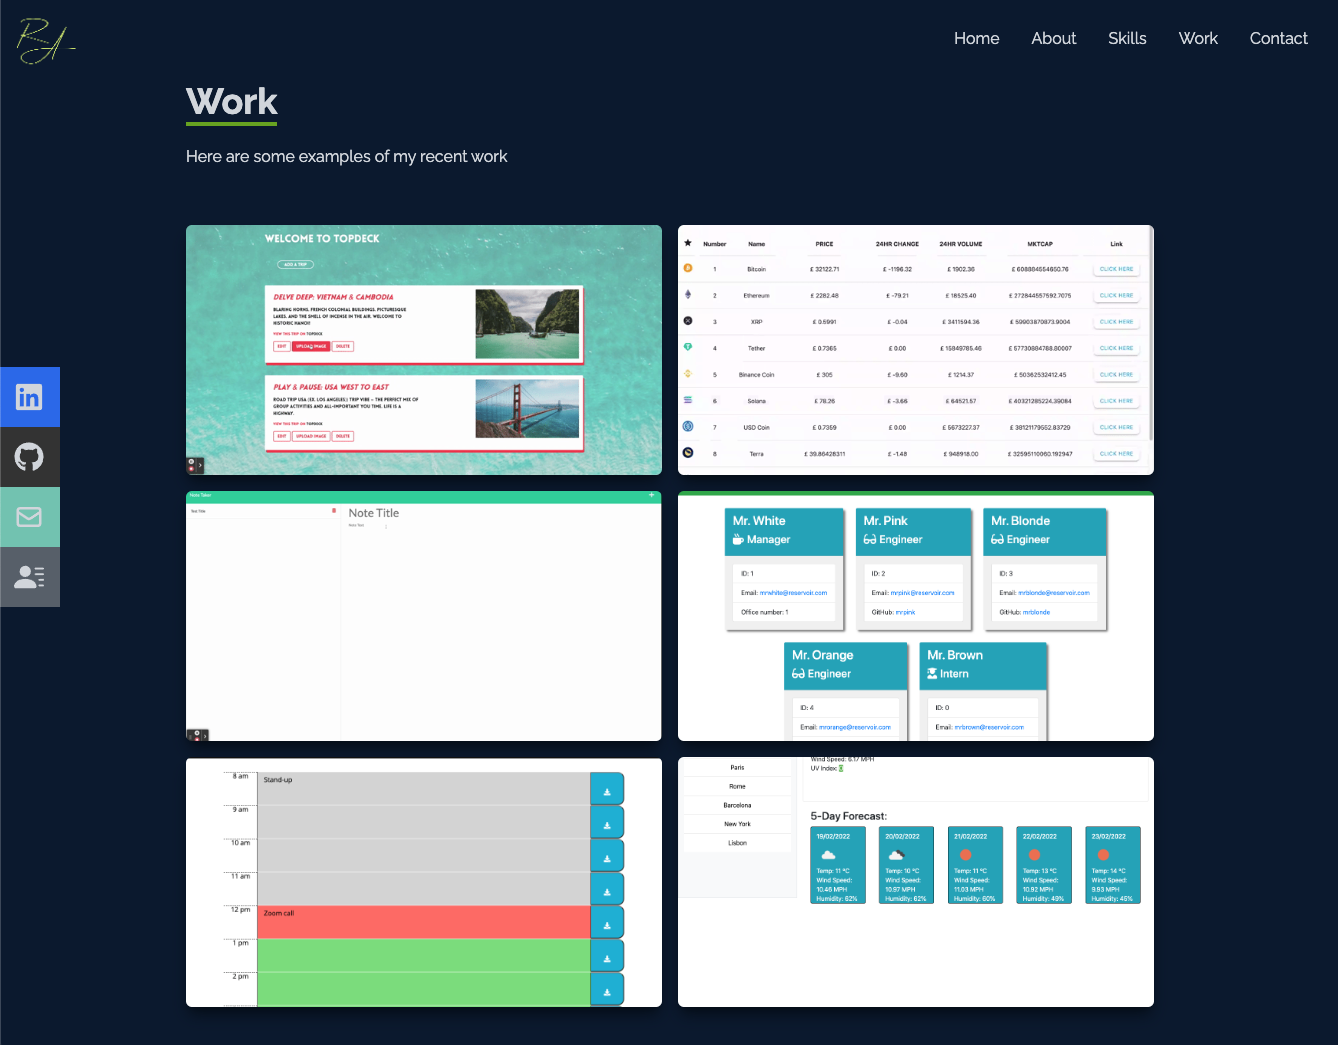 RA
Home About Skills Work Contact
Work
Here are some examples of my recent work
WELCOME TO TOPDECK
ADD A TRIP
DELVE DEEP: VIETNAM & CAMBODIA
BLARING HORNS, FRENCH COLONIAL BUILDINGS, PICTURESQUE
LAKES, AND THE SMELL OF INCENSE IN THE AIR. WELCOME TO
HISTORIC HANOI!
VIEW THIS TRIP ON TOPDECK
EDIT UPLOAD IMAGE DELETE
PLAY & PAUSE: USA WEST TO EAST
ROAD TRIP USA (EX. LOS ANGELES) TRIP VIBE – THE PERFECT MIX OF
GROUP ACTIVITIES AND ALL-IMPORTANT YOU TIME. LIFE IS A
HIGHWAY.
VIEW THIS TRIP ON TOPDECK
EDIT UPLOAD IMAGE DELETE
Number Name PRICE 24HR CHANGE 24HR VOLUME MKTCAP Link
1 Bitcoin £ 32122.71 £ -1196.32 £ 1902.36 £ 608884554650.76 CLICK HERE
2 Ethereum £ 2282.48 £ -79.21 £ 18525.40 £ 272844557592.7075 CLICK HERE
3 XRP £ 0.5991 £ -0.04 £ 3411594.36 £ 59903870873.9004 CLICK HERE
4 Tether £ 0.7365 £ 0.00 £ 15849785.46 £ 57730884788.80007 CLICK HERE
5 Binance Coin £ 305 £ -9.60 £ 1214.37 £ 50362532412.45 CLICK HERE
6 Solana £ 78.26 £ -3.66 £ 64521.57 £ 40321285224.39084 CLICK HERE
7 USD Coin £ 0.7359 £ 0.00 £ 5673227.37 £ 38121179552.83729 CLICK HERE
8 Terra £ 39.86428311 £ -1.48 £ 948918.00 £ 32595110060.192947 CLICK HERE
Note Taker
Test Title
Note Title
Note Text
Mr. White
Manager
ID: 1
Email: mrwhite@reservoir.com
Office number: 1
Mr. Pink
Engineer
ID: 2
Email: mrpink@reservoir.com
GitHub: mrpink
Mr. Blonde
Engineer
ID: 3
Email: mrblonde@reservoir.com
GitHub: mrblonde
Mr. Orange
Engineer
ID: 4
Email: mrorange@reservoir.com
Mr. Brown
Intern
ID: 0
Email: mrbrown@reservoir.com
8 am Stand-up
9 am
10 am
11 am
12 pm Zoom call
1 pm
2 pm
Paris
Rome
Barcelona
New York
Lisbon
Wind Speed: 6.17 MPH
UV Index: 0
5-Day Forecast:
19/02/2022
Temp: 11 °C
Wind Speed:
10.46 MPH
Humidity: 62%
20/02/2022
Temp: 10 °C
Wind Speed:
10.97 MPH
Humidity: 62%
21/02/2022
Temp: 11 °C
Wind Speed:
11.03 MPH
Humidity: 60%
22/02/2022
Temp: 13 °C
Wind Speed:
10.92 MPH
Humidity: 49%
23/02/2022
Temp: 14 °C
Wind Speed:
9.93 MPH
Humidity: 45%
in